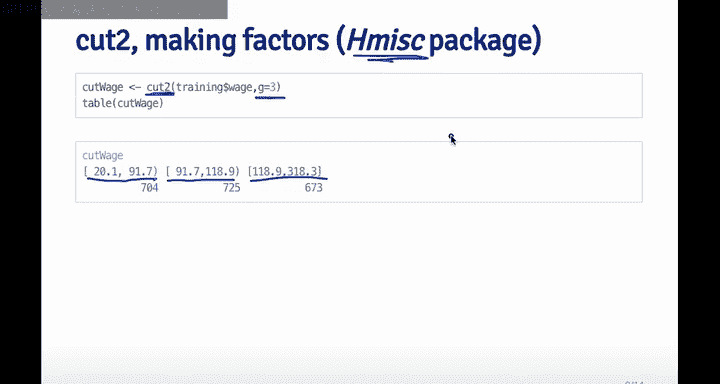 cut2, making factors (Hmisc package)
cutWage <- cut2(training$wage,g=3)
table(cutWage)
cutWage
[ 20.1, 91.7) [ 91.7,118.9) [118.9,318.3]
704 725 673